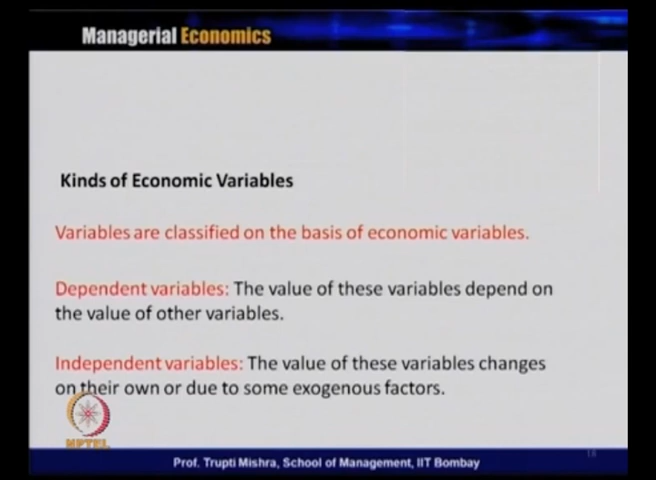 Managerial Economics
Kinds of Economic Variables
Variables are classified on the basis of economic variables.
Dependent variables: The value of these variables depend on
the value of other variables.
Independent variables: The value of these variables changes
on their own or due to some exogenous factors.
NPTEL
Prof. Trupti Mishra, School of Management, IIT Bombay
18